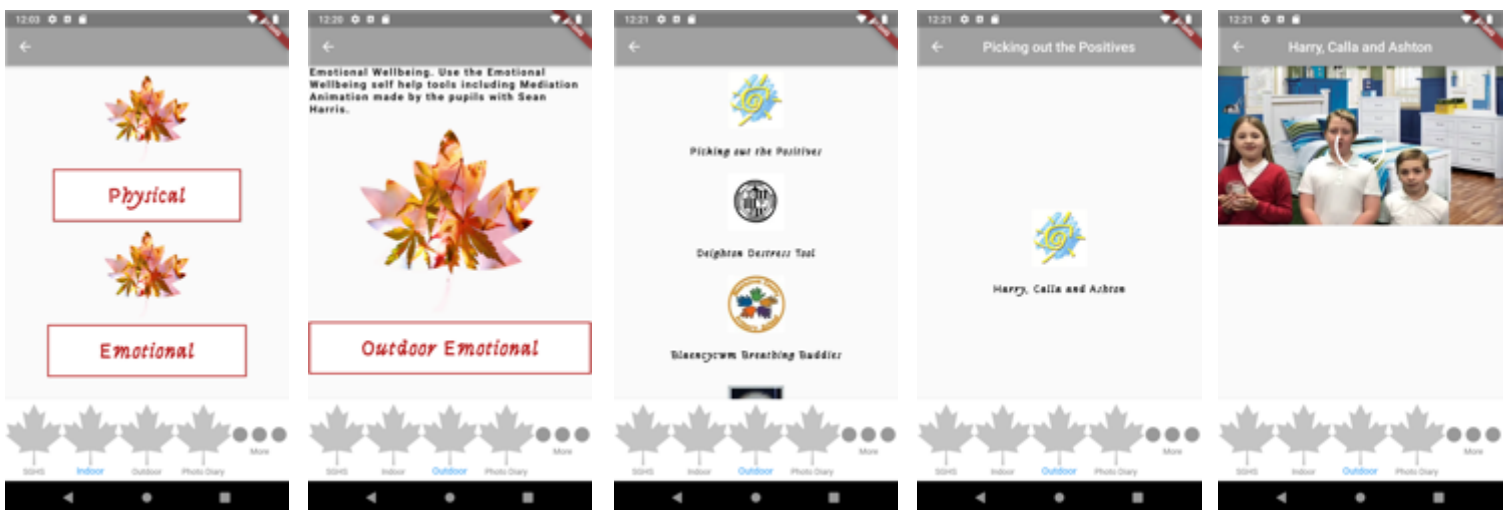 12:03
Physical
Emotional
SGHS
Indoor
Outdoor
Photo Diary
More
12:20
Emotional Wellbeing. Use the Emotional
Wellbeing self help tools including Mediation
Animation made by the pupils with Sean
Harris.
Outdoor Emotional
SGHS
Indoor
Outdoor
Photo Diary
More
12:21
Picking out the Positives
Deighton Destress Tool
Blaencycwm Breathing Buddies
SGHS
Indoor
Outdoor
Photo Diary
More
12:21
Picking out the Positives
Harry, Calla and Ashton
SGHS
Indoor
Outdoor
Photo Diary
More
12:21
Harry, Calla and Ashton
SGHS
Indoor
Outdoor
Photo Diary
More